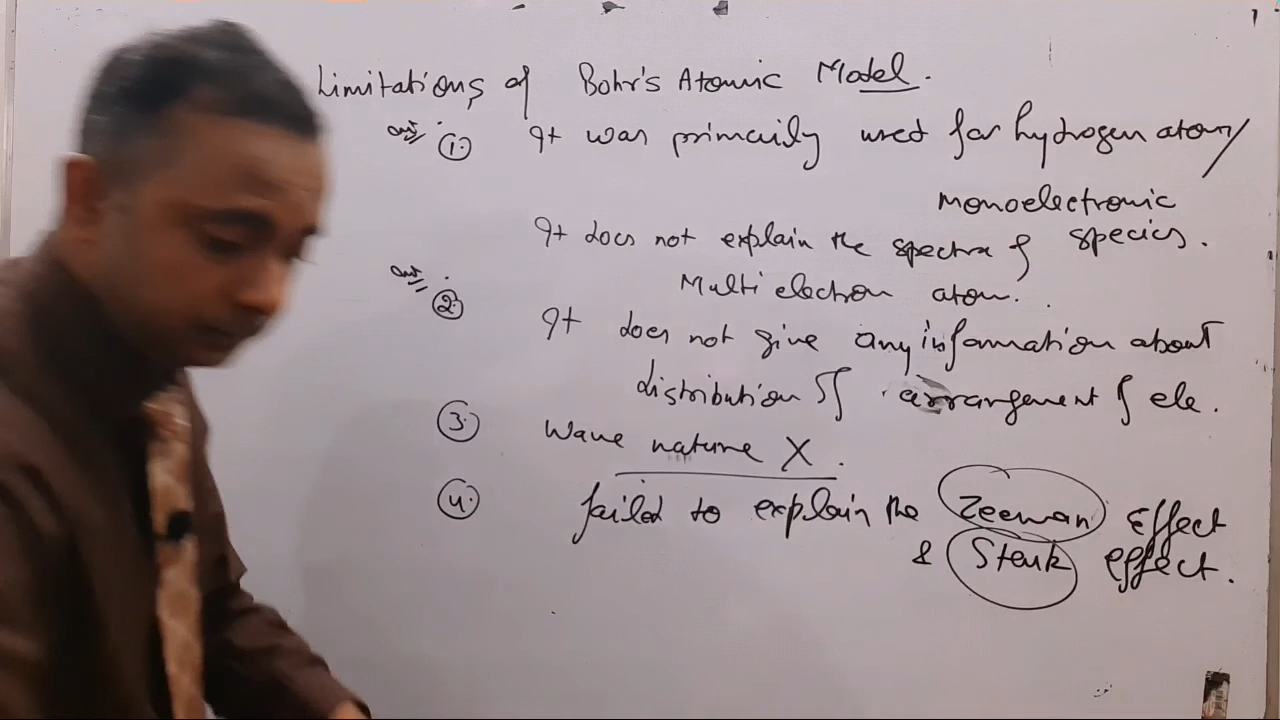 Limitations of Bohr's Atomic Model.
Ans (1.) It was primarily used for hydrogen atom/
monoelectronic
species.
It does not explain the spectra of
Multi electron atom.
Ans (2.) It does not give any information about
distribution of arrangement of ele.
(3.) Wave nature X.
(4.) failed to explain the Zeeman Effect
& Stark effect.